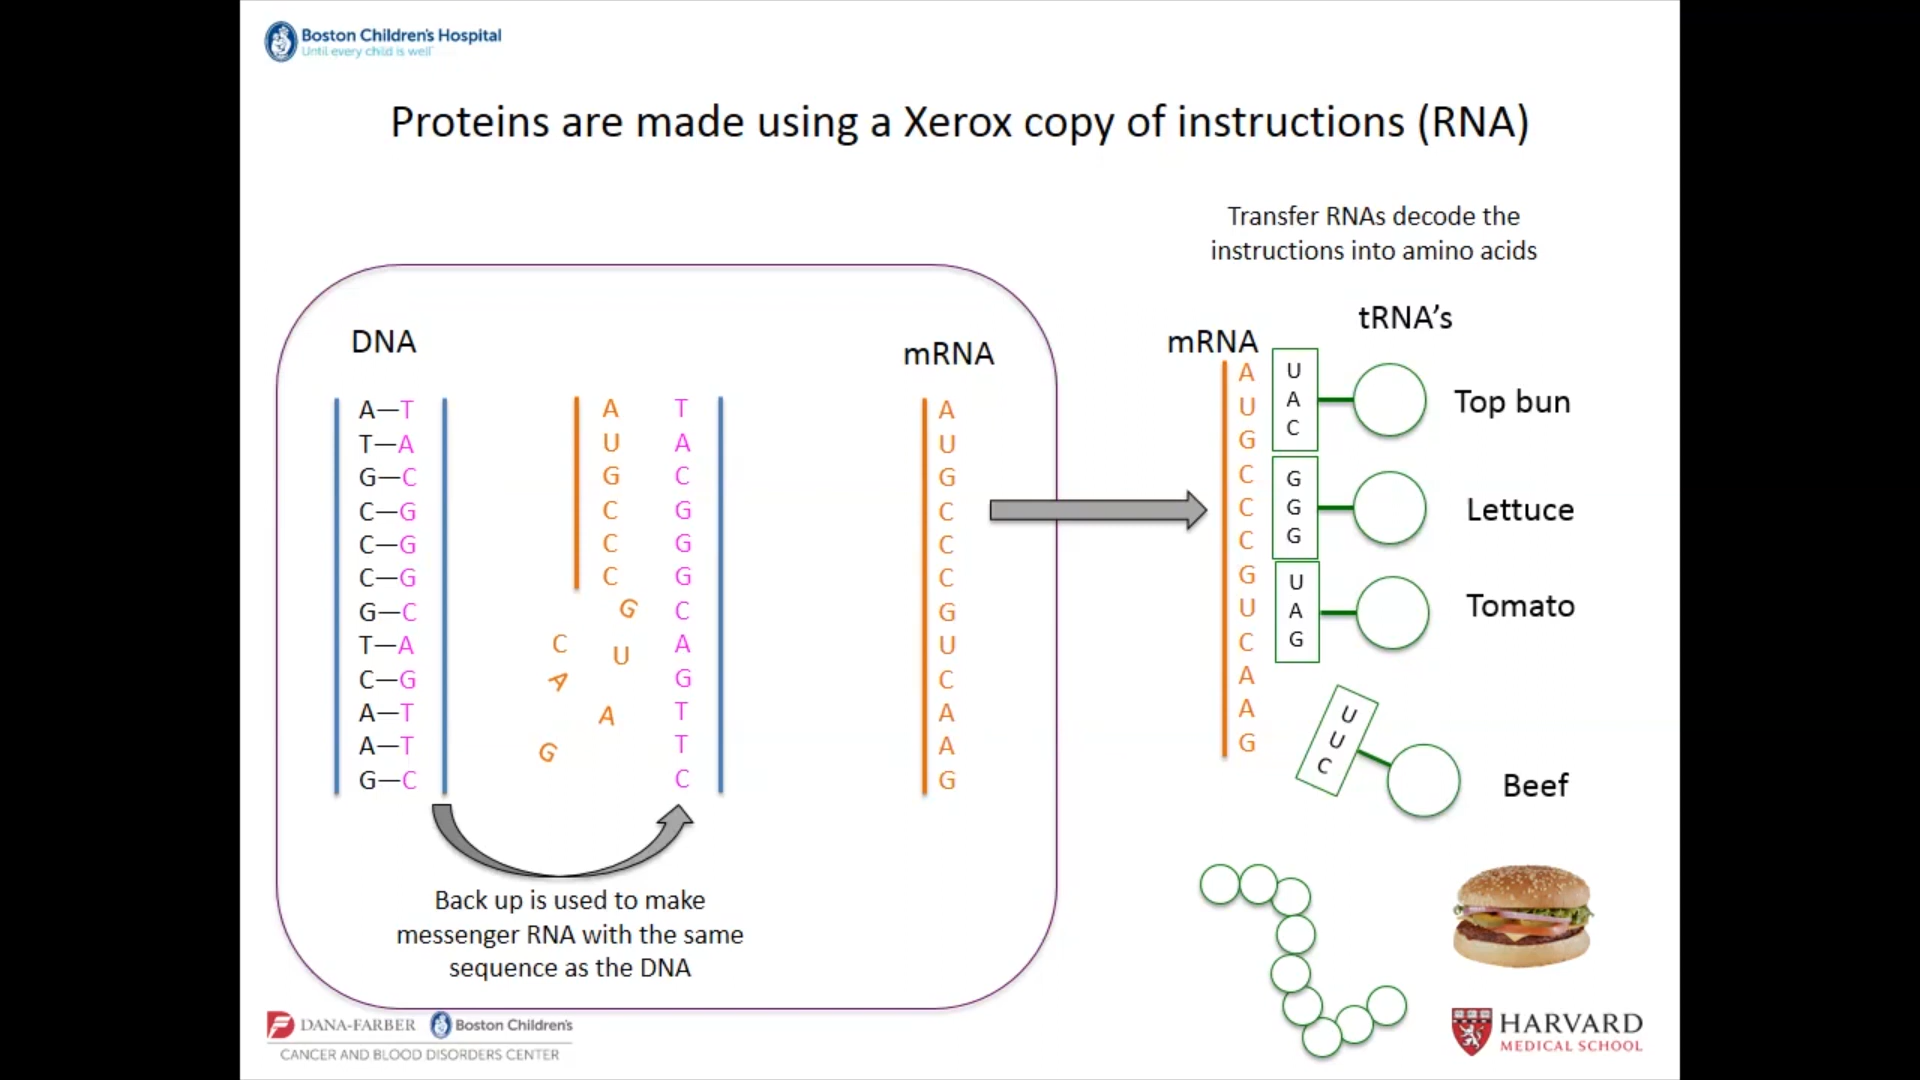 Boston Children's Hospital
Until every child is well
Proteins are made using a Xerox copy of instructions (RNA)
Transfer RNAs decode the
instructions into amino acids
DNA
A—T
T—A
G—C
C—G
C—G
C—G
G—C
T—A
C—G
A—T
A—T
G—C
A T
U A
G C
C G
C G
C G
G C
U A
C G
A T
A T
G C
Back up is used to make
messenger RNA with the same
sequence as the DNA
mRNA
A
U
G
C
C
C
G
U
C
A
A
G
mRNA
A
U
G
C
C
C
G
U
C
A
A
G
tRNA's
U
A
C
Top bun
G
G
G
Lettuce
U
A
G
Tomato
U
U
C
Beef
DANA-FARBER Boston Children's
CANCER AND BLOOD DISORDERS CENTER
HARVARD
MEDICAL SCHOOL